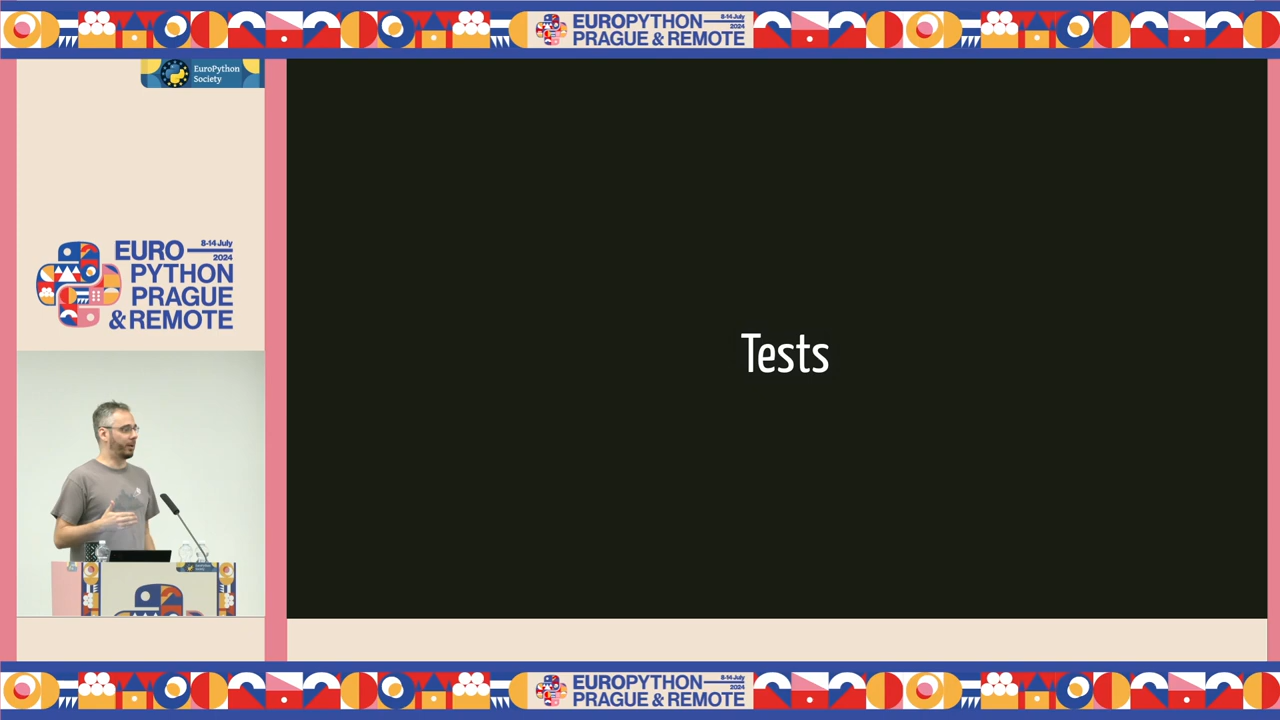 EUROPYTHON
8-14 July
2024
PRAGUE & REMOTE
EuroPython
Society
EURO
8-14 July
2024
PYTHON
PRAGUE
& REMOTE
Tests
EUROPYTHON
8-14 July
2024
PRAGUE & REMOTE